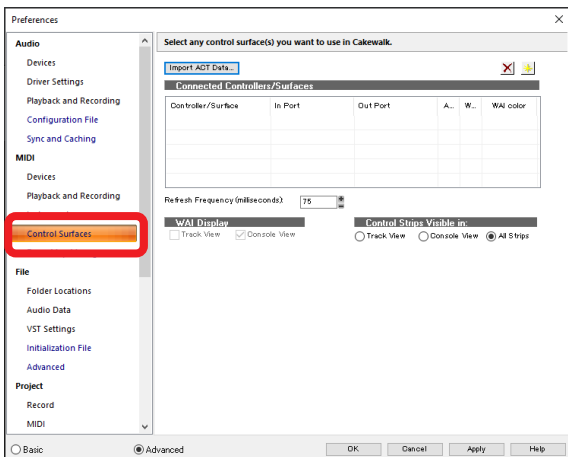 Preferences
Audio
Devices
Driver Settings
Playback and Recording
Configuration File
Sync and Caching
MIDI
Devices
Playback and Recording
Control Surfaces
File
Folder Locations
Audio Data
VST Settings
Initialization File
Advanced
Project
Record
MIDI
Select any control surface(s) you want to use in Cakewalk.
Import ACT Data...
Connected Controllers/Surfaces
Controller/Surface In Port Out Port A... W... WAI color
Refresh Frequency (milliseconds): 75
WAI Display
Track View Console View
Control Strips Visible in:
Track View Console View All Strips
Basic Advanced OK Cancel Apply Help